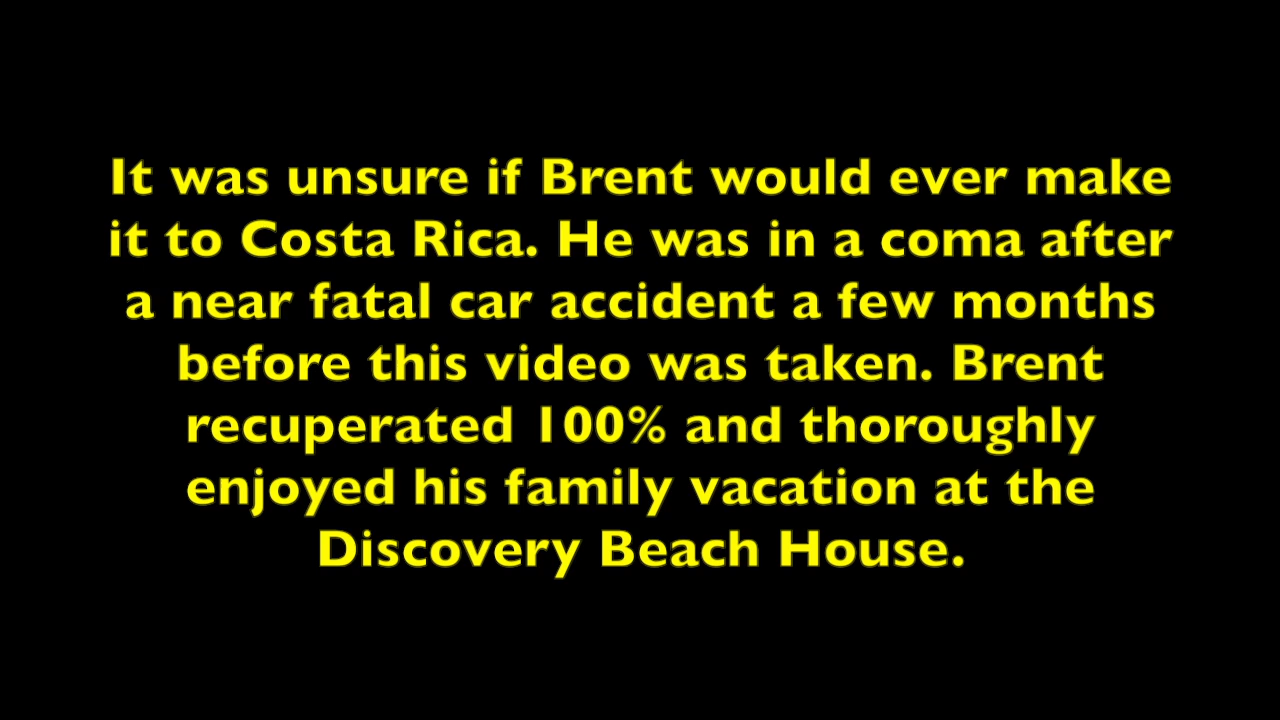 It was unsure if Brent would ever make
it to Costa Rica. He was in a coma after
a near fatal car accident a few months
before this video was taken. Brent
recuperated 100% and thoroughly
enjoyed his family vacation at the
Discovery Beach House.